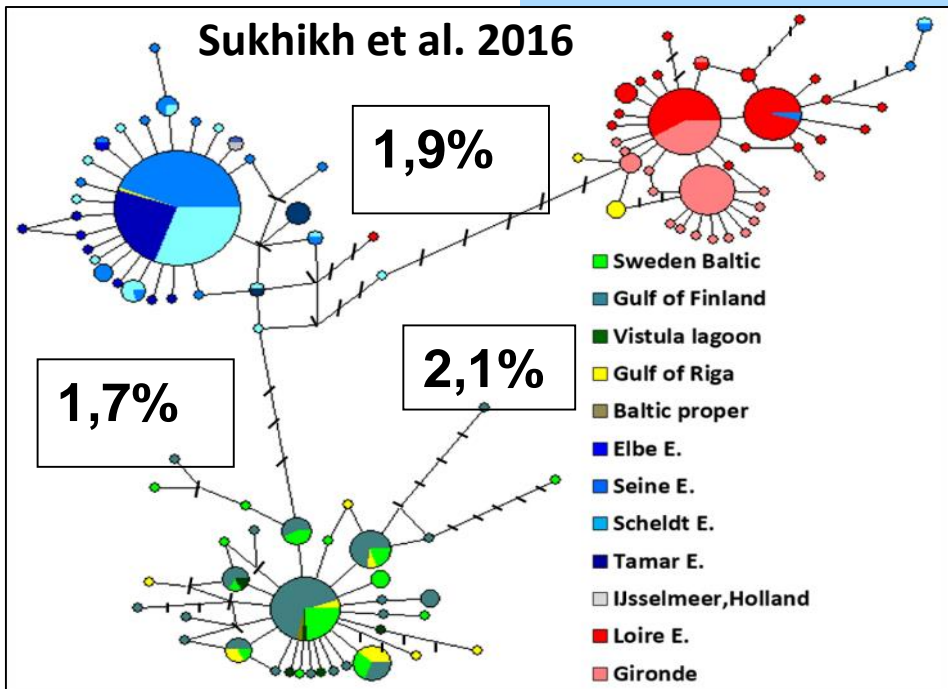 Sukhikh et al. 2016
1,9%
1,7%
2,1%
Sweden Baltic
Gulf of Finland
Vistula lagoon
Gulf of Riga
Baltic proper
Elbe E.
Seine E.
Scheldt E.
Tamar E.
IJsselmeer,Holland
Loire E.
Gironde